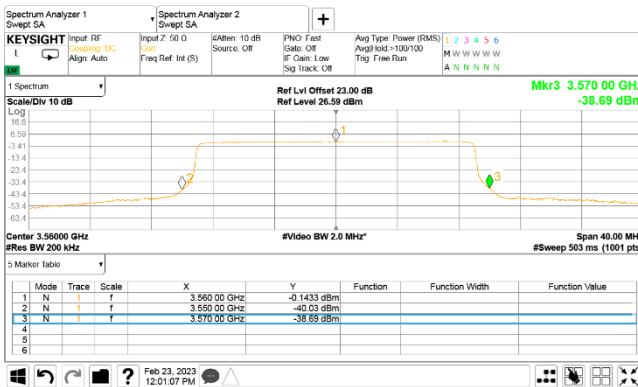 Spectrum Analyzer 1
Swept SA
Spectrum Analyzer 2
Swept SA
KEYSIGHT
L
LXI
Input: RF
Coupling: DC
Align: Auto
Input Z: 50 Ω
Corr
Freq Ref: Int (S)
#Atten: 10 dB
Source: Off
PNO: Fast
Gate: Off
IF Gain: Low
Sig Track: Off
Avg Type: Power (RMS)
Avg|Hold:>100/100
Trig: Free Run
1 2 3 4 5 6
M W W W W W
A N N N N N
1 Spectrum
Scale/Div 10 dB
Ref Lvl Offset 23.00 dB
Ref Level 26.59 dBm
Mkr3 3.570 00 GHz
-38.69 dBm
Log
16.6
6.59
-3.41
-13.4
-23.4
-33.4
-43.4
-53.4
-63.4
1
2
3
Center 3.56000 GHz
#Res BW 200 kHz
#Video BW 2.0 MHz*
Span 40.00 MH
#Sweep 503 ms (1001 pts
5 Marker Table
Mode Trace Scale X Y Function Function Width Function Value
1 N 1 f 3.560 00 GHz -0.1433 dBm
2 N 1 f 3.550 00 GHz -40.03 dBm
3 N 1 f 3.570 00 GHz -38.69 dBm
4
5
6
?
Feb 23, 2023
12:01:07 PM